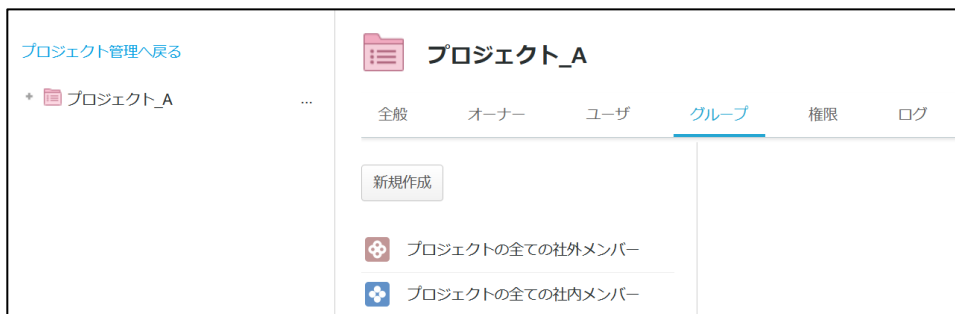 プロジェクト管理へ戻る
プロジェクト_A
...
プロジェクト_A
全般 オーナー ユーザ グループ 権限 ログ
新規作成
プロジェクトの全ての社外メンバー
プロジェクトの全ての社内メンバー